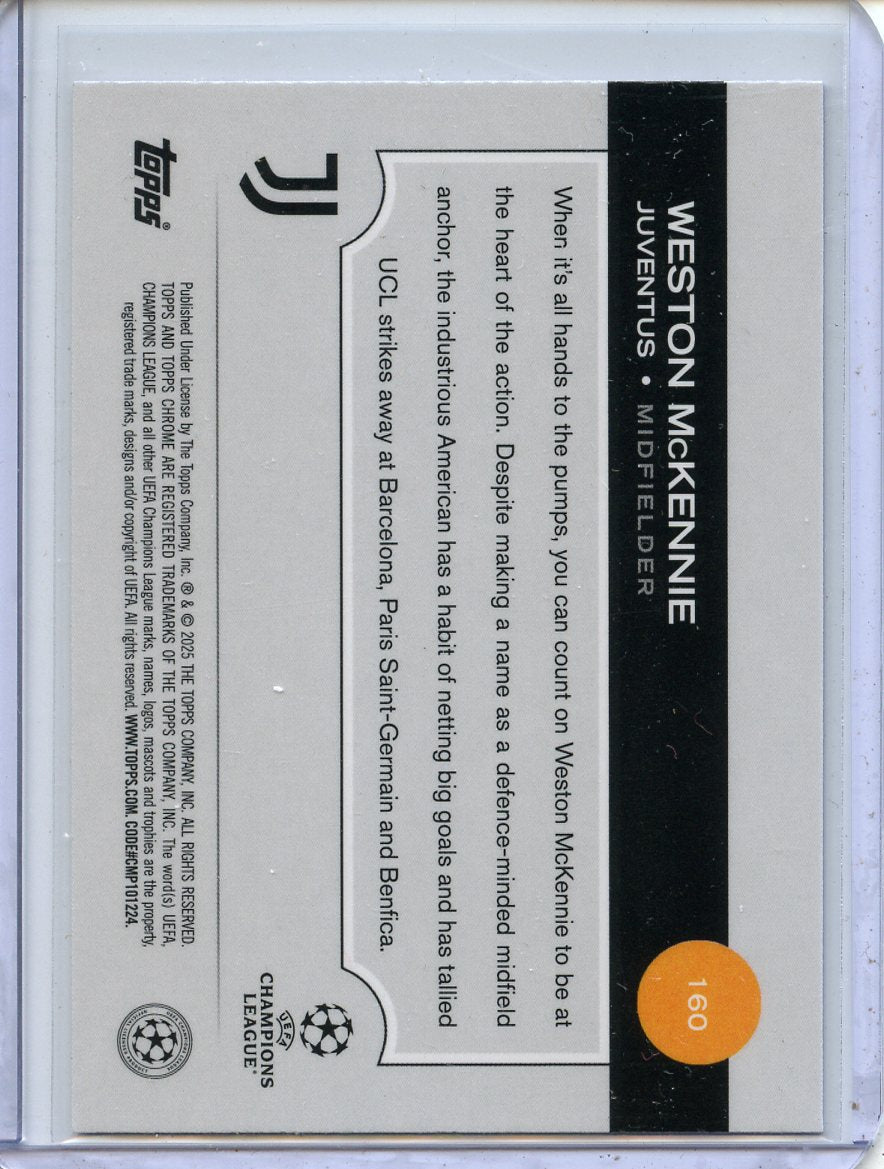 WESTON McKENNIE
JUVENTUS • MIDFIELDER
160
When it's all hands to the pumps, you can count on Weston McKennie to be at
the heart of the action. Despite making a name as a defence-minded midfield
anchor, the industrious American has a habit of netting big goals and has tallied
UCL strikes away at Barcelona, Paris Saint-Germain and Benfica.
UEFA
CHAMPIONS
LEAGUE®
topps®
Published Under License by The Topps Company, Inc. ® & © 2025 THE TOPPS COMPANY, INC. ALL RIGHTS RESERVED.
TOPPS AND TOPPS CHROME ARE REGISTERED TRADEMARKS OF THE TOPPS COMPANY, INC. The word(s) UEFA,
CHAMPIONS LEAGUE, and all other UEFA Champions League marks, names, logos, mascots and trophies are the property,
registered trade marks, designs and/or copyright of UEFA. All rights reserved. WWW.TOPPS.COM. CODE#CMP101224.